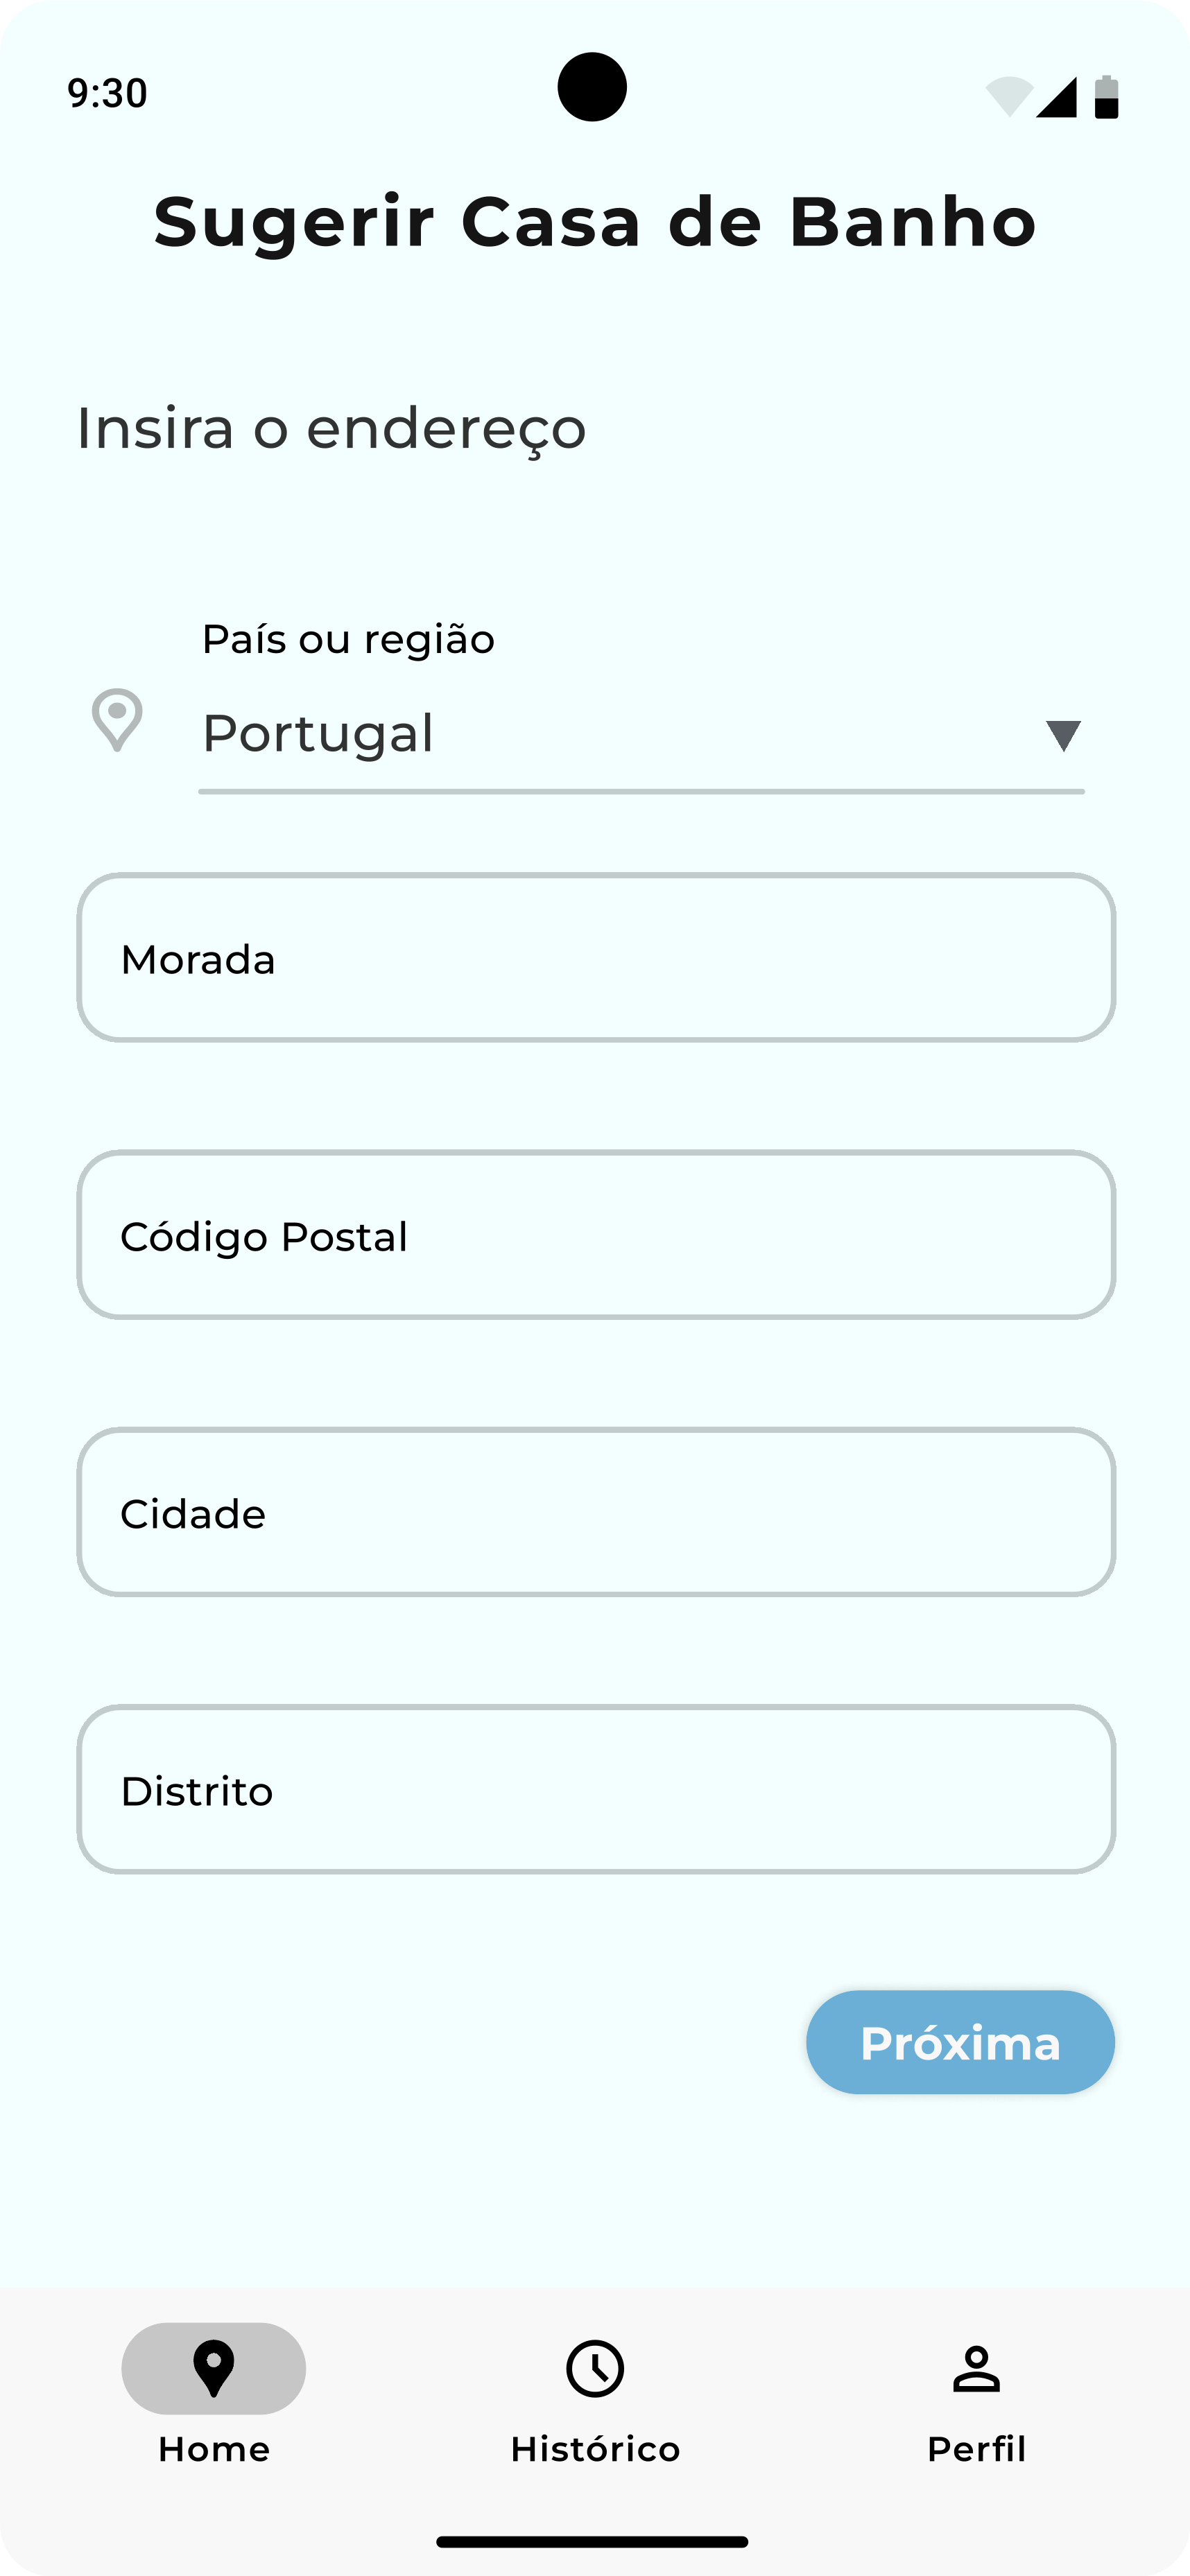 9:30
Sugerir Casa de Banho
Insira o endereço
País ou região
Portugal
Morada
Código Postal
Cidade
Distrito
Próxima
Home
Histórico
Perfil